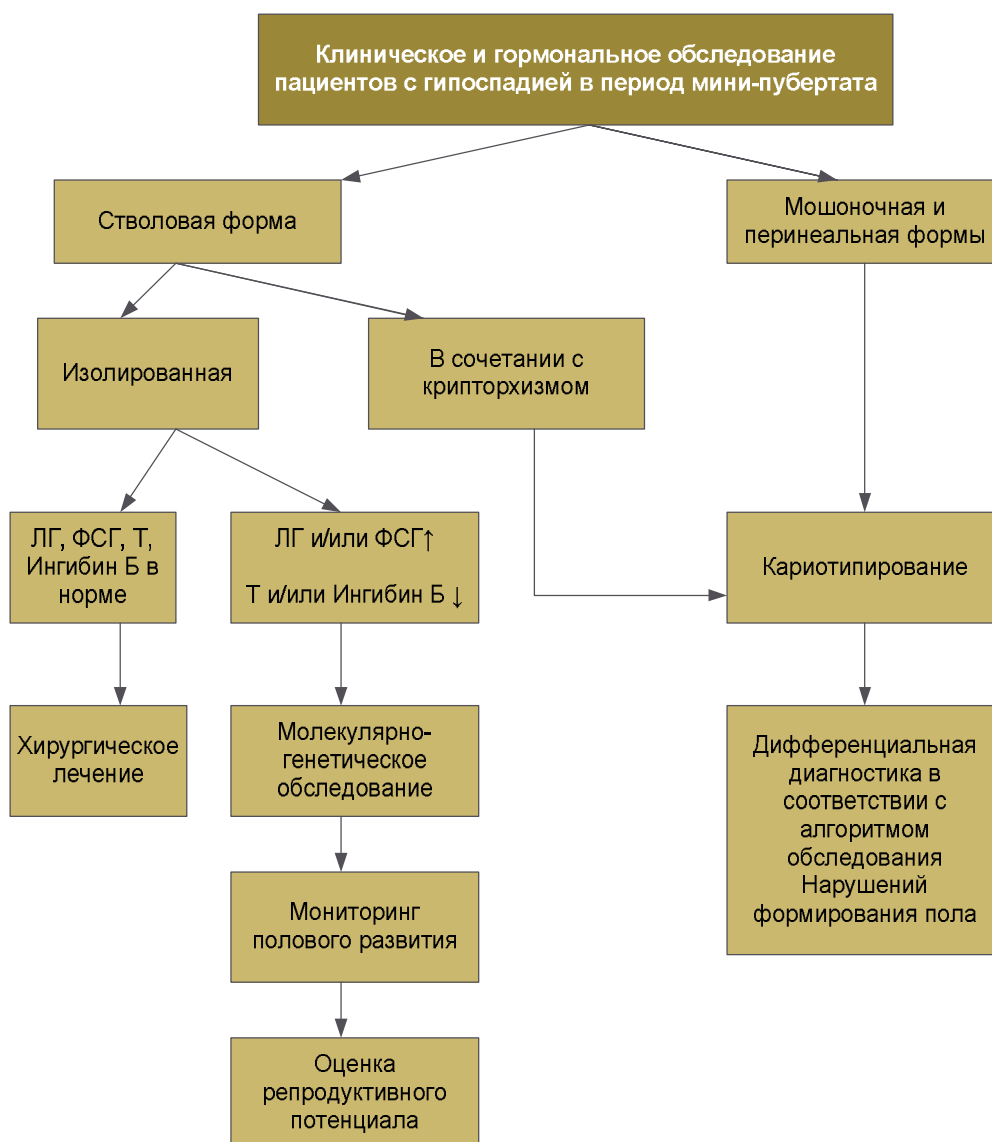 Клиническое и гормональное обследование
пациентов с гипоспадией в период мини-пубертата
Стволовая форма
Мошоночная и
перинеальная формы
Изолированная
В сочетании с
крипторхизмом
ЛГ, ФСГ, Т,
Ингибин Б в
норме
ЛГ и/или ФСГ↑
Т и/или Ингибин Б ↓
Кариотипирование
Хирургическое
лечение
Молекулярно-
генетическое
обследование
Дифференциальная
диагностика в
соответствии с
алгоритмом
обследования
Нарушений
формирования пола
Мониторинг
полового развития
Оценка
репродуктивного
потенциала